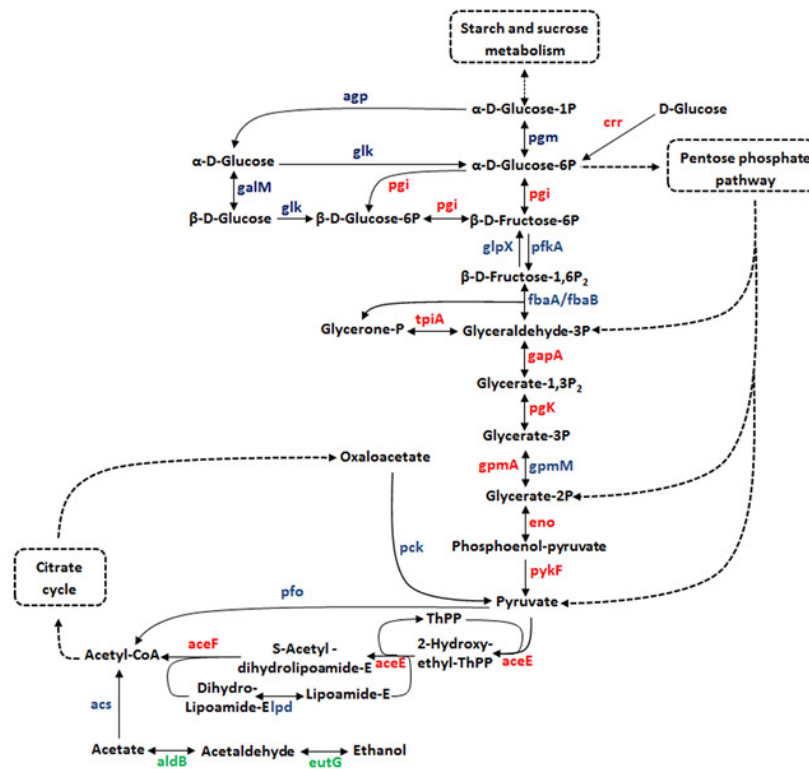 Starch and sucrose
metabolism
agp
α-D-Glucose-1P
D-Glucose
crr
pgm
α-D-Glucose
glk
α-D-Glucose-6P
Pentose phosphate
pathway
galM
pgi
pgi
β-D-Glucose
glk
β-D-Glucose-6P
pgi
β-D-Fructose-6P
glpX
pfkA
β-D-Fructose-1,6P₂
fbaA/fbaB
Glycerone-P
tpiA
Glyceraldehyde-3P
gapA
Glycerate-1,3P₂
pgK
Glycerate-3P
Oxaloacetate
gpmA
gpmM
Glycerate-2P
eno
Phosphoenol-pyruvate
pck
Citrate
cycle
pykF
pfo
Pyruvate
ThPP
aceF
S-Acetyl -
dihydrolipoamide-E
aceE
2-Hydroxy-
ethyl-ThPP
aceE
Acetyl-CoA
Dihydro-
Lipoamide-E
lpd
Lipoamide-E
acs
Acetate
aldB
Acetaldehyde
eutG
Ethanol